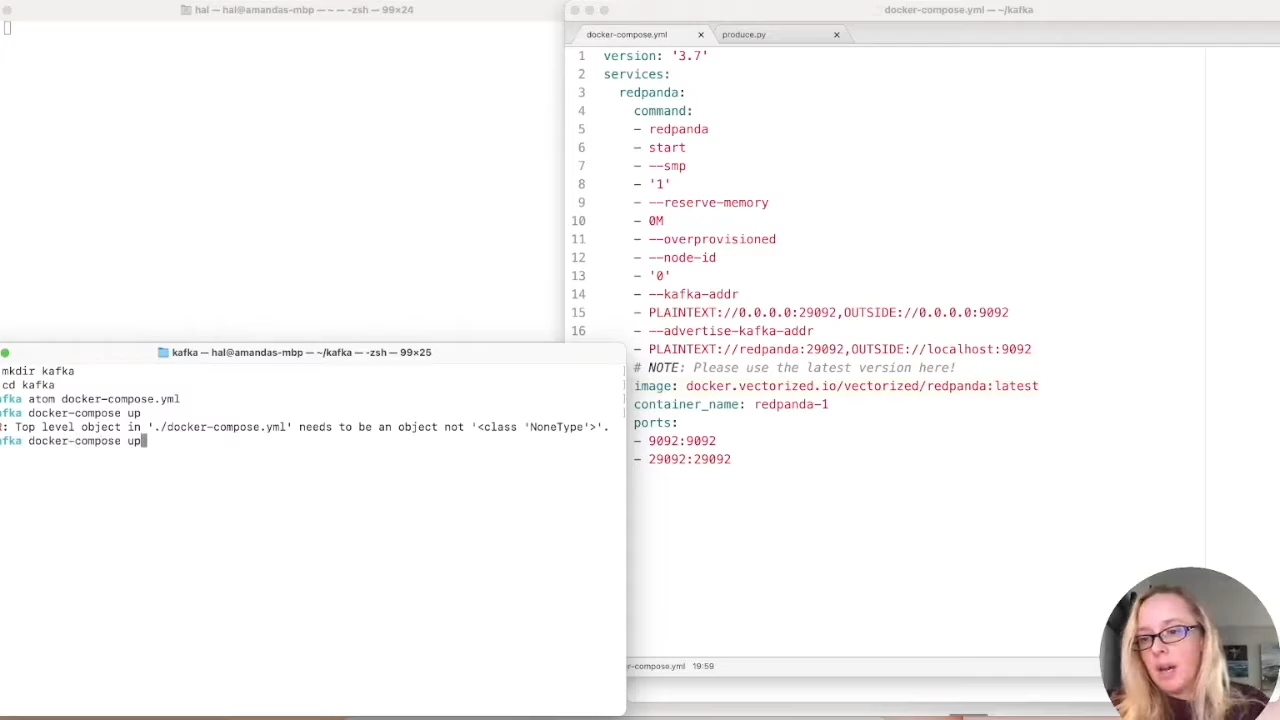 hal — hal@amandas-mbp — ~ — -zsh — 99×24
docker-compose.yml — ~/kafka
docker-compose.yml
produce.py
1 version: '3.7'
2 services:
3 redpanda:
4 command:
5 - redpanda
6 - start
7 - --smp
8 - '1'
9 - --reserve-memory
10 - 0M
11 - --overprovisioned
12 - --node-id
13 - '0'
14 - --kafka-addr
15 - PLAINTEXT://0.0.0.0:29092,OUTSIDE://0.0.0.0:9092
16 - --advertise-kafka-addr
- PLAINTEXT://redpanda:29092,OUTSIDE://localhost:9092
# NOTE: Please use the latest version here!
image: docker.vectorized.io/vectorized/redpanda:latest
container_name: redpanda-1
ports:
- 9092:9092
- 29092:29092
kafka — hal@amandas-mbp — ~/kafka — -zsh — 99×25
mkdir kafka
cd kafka
afka atom docker-compose.yml
afka docker-compose up
: Top level object in './docker-compose.yml' needs to be an object not '<class 'NoneType'>'.
afka docker-compose up
er-compose.yml 19:59